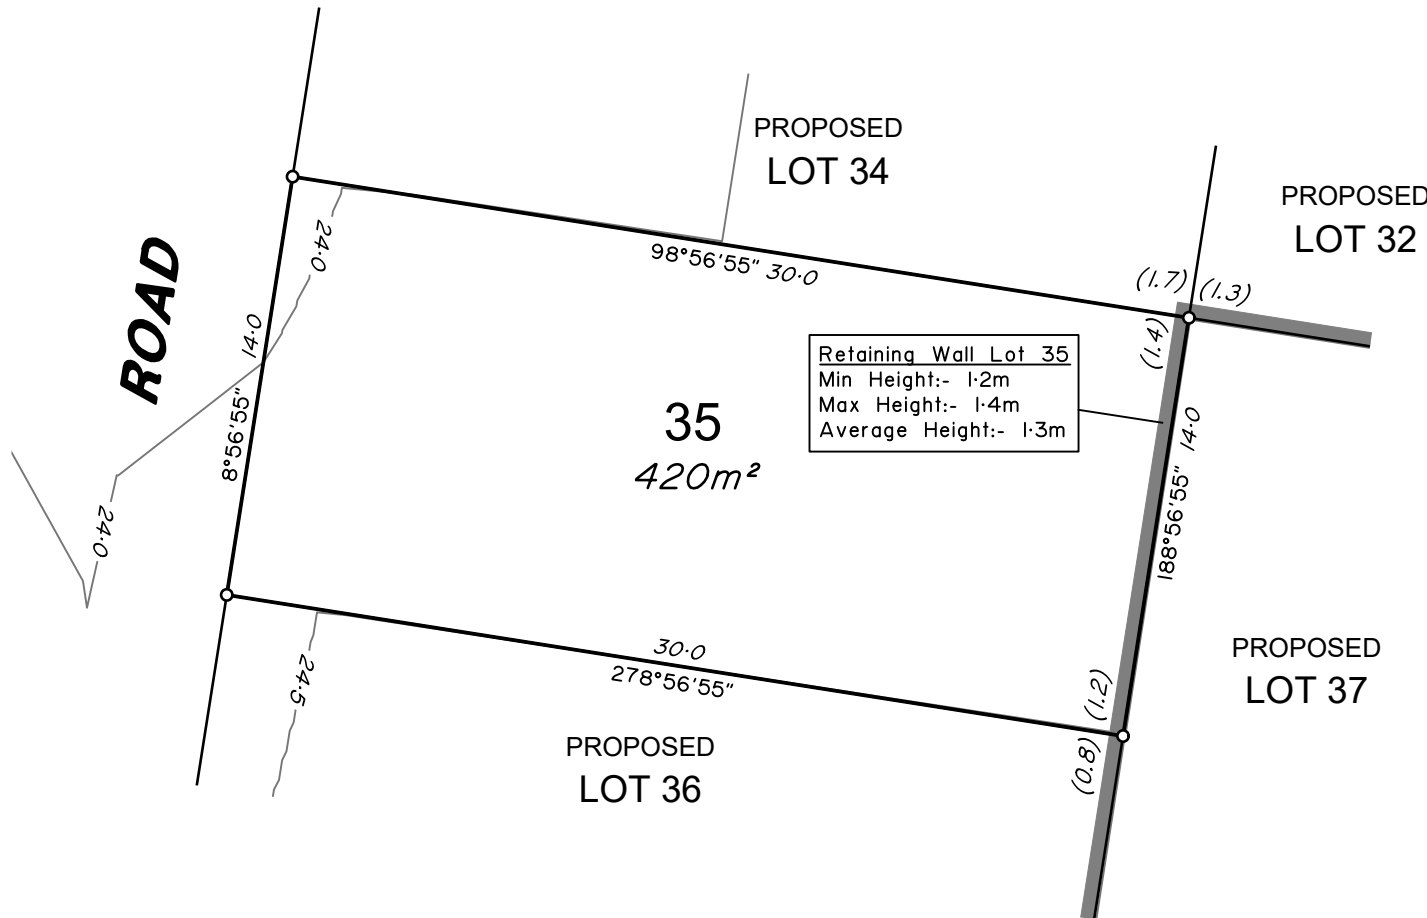 PROPOSED
LOT 34
PROPOSED
LOT 32
ROAD
24·0
98°56'55" 30·0
(1.7)
(1.3)
(1.4)
14·0
8°56'55"
Retaining Wall Lot 35
Min Height:- 1·2m
Max Height:- 1·4m
Average Height:- 1·3m
35
420m²
14·0
188°56'55"
24·0
30·0
278°56'55"
24·5
(1.2)
(0.8)
PROPOSED
LOT 37
PROPOSED
LOT 36